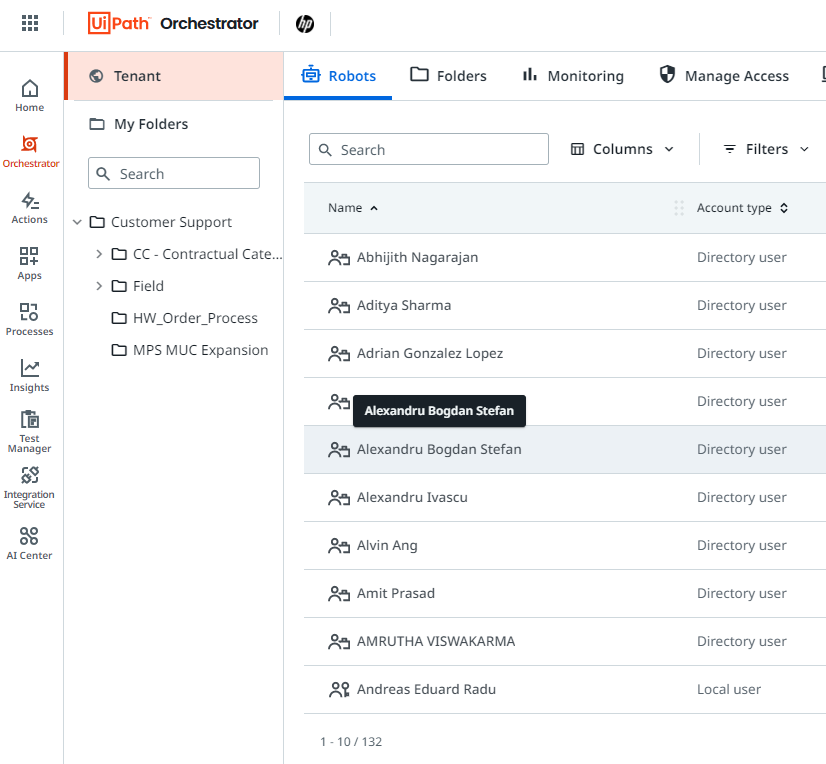 UiPath Orchestrator hp
Home
Orchestrator
Actions
Apps
Processes
Insights
Test
Manager
Integration
Service
AI Center
Tenant
My Folders
Search
Customer Support
CC - Contractual Cate...
Field
HW_Order_Process
MPS MUC Expansion
Robots Folders Monitoring Manage Access
Search Columns Filters
Name Account type
Abhijith Nagarajan Directory user
Aditya Sharma Directory user
Adrian Gonzalez Lopez Directory user
Directory user
Alexandru Bogdan Stefan
Alexandru Bogdan Stefan Directory user
Alexandru Ivascu Directory user
Alvin Ang Directory user
Amit Prasad Directory user
AMRUTHA VISWAKARMA Directory user
Andreas Eduard Radu Local user
1 - 10 / 132